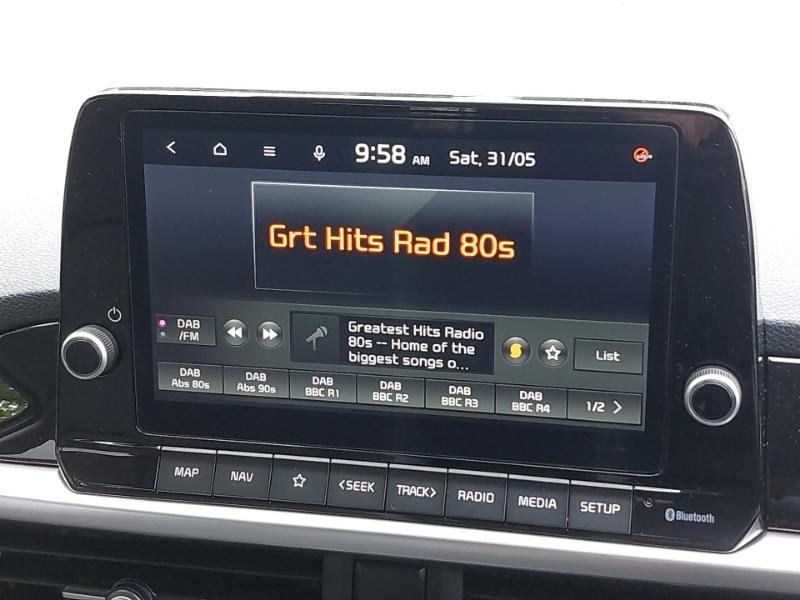 9:58 AM Sat, 31/05
Grt Hits Rad 80s
DAB
/FM
Greatest Hits Radio
80s -- Home of the
biggest songs o...
List
DAB
Abs 80s
DAB
Abs 90s
DAB
BBC R1
DAB
BBC R2
DAB
BBC R3
DAB
BBC R4
1/2 >
MAP NAV <SEEK TRACK> RADIO MEDIA SETUP
Bluetooth